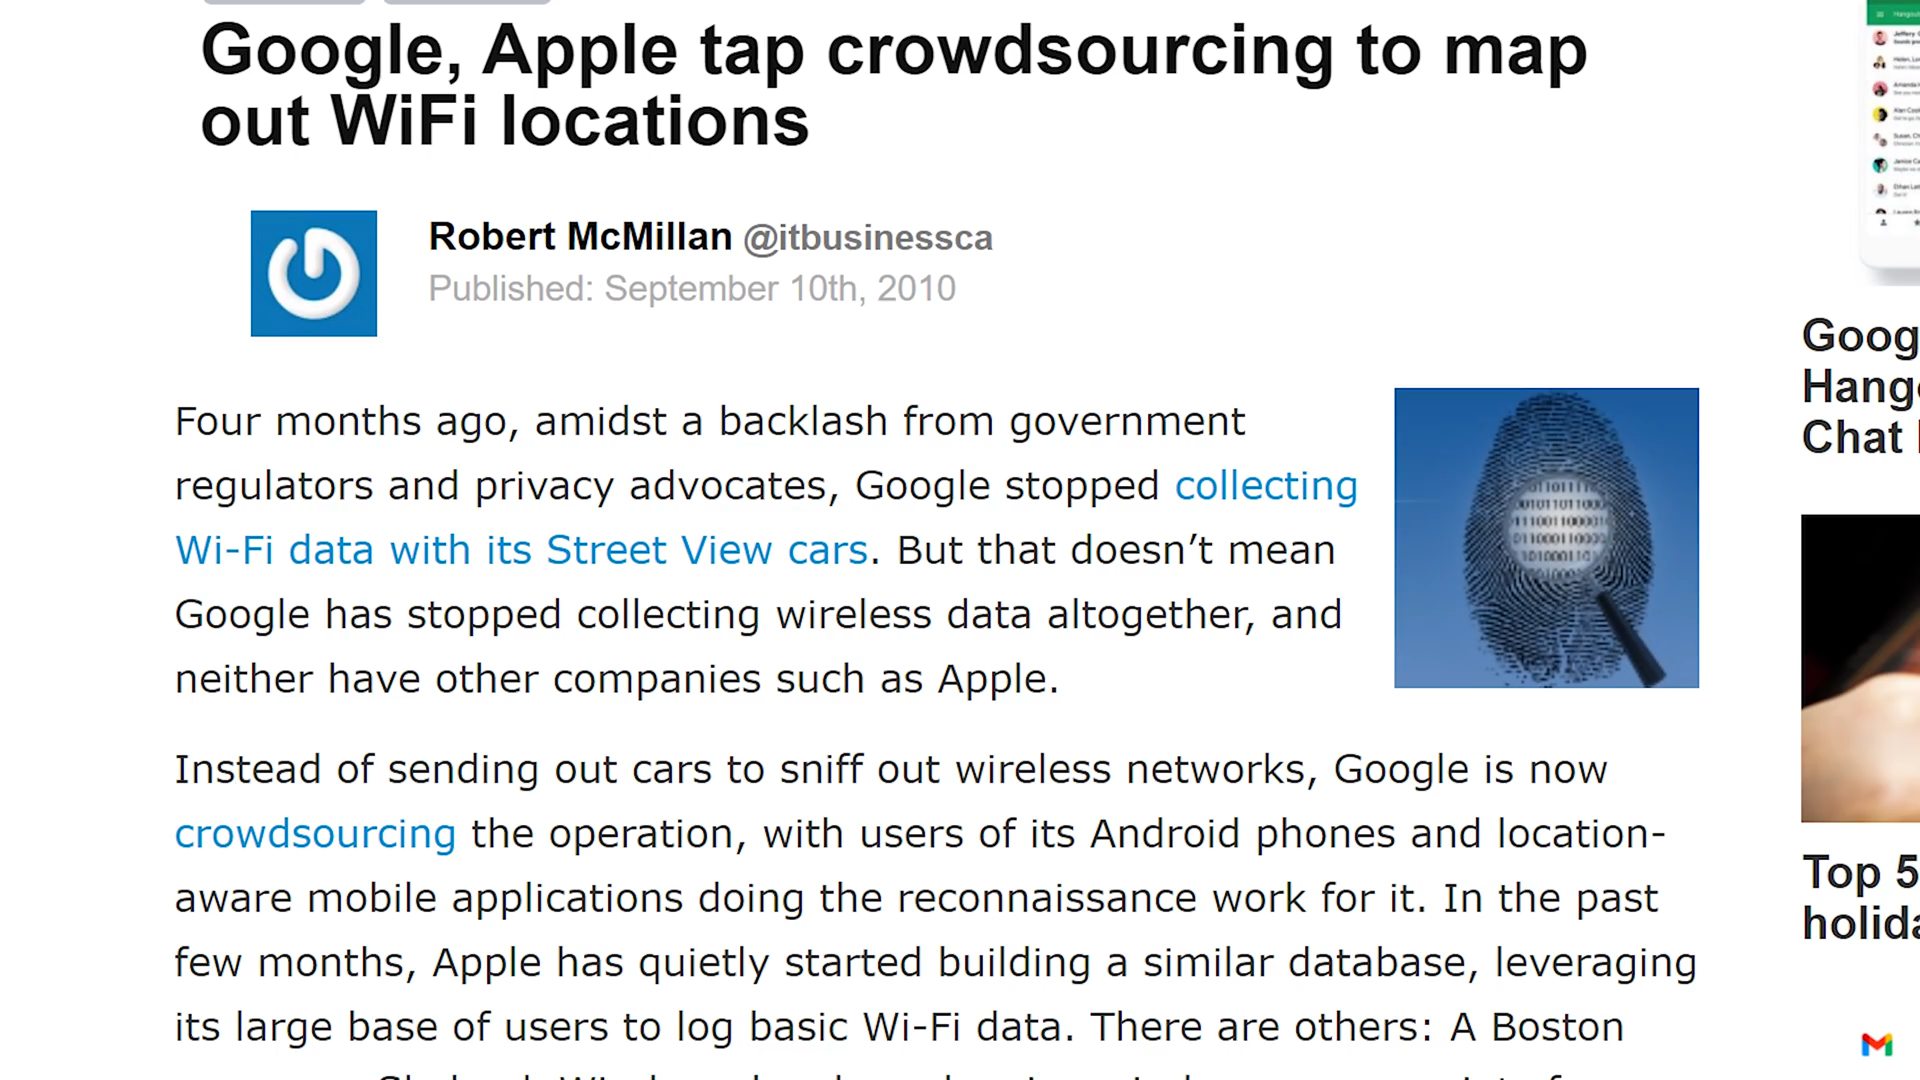 Google, Apple tap crowdsourcing to map
out WiFi locations
Robert McMillan @itbusinessca
Published: September 10th, 2010
Four months ago, amidst a backlash from government
regulators and privacy advocates, Google stopped collecting
Wi-Fi data with its Street View cars. But that doesn’t mean
Google has stopped collecting wireless data altogether, and
neither have other companies such as Apple.
Instead of sending out cars to sniff out wireless networks, Google is now
crowdsourcing the operation, with users of its Android phones and location-
aware mobile applications doing the reconnaissance work for it. In the past
few months, Apple has quietly started building a similar database, leveraging
its large base of users to log basic Wi-Fi data. There are others: A Boston
Goog
Hang
Chat
Top 5
holid